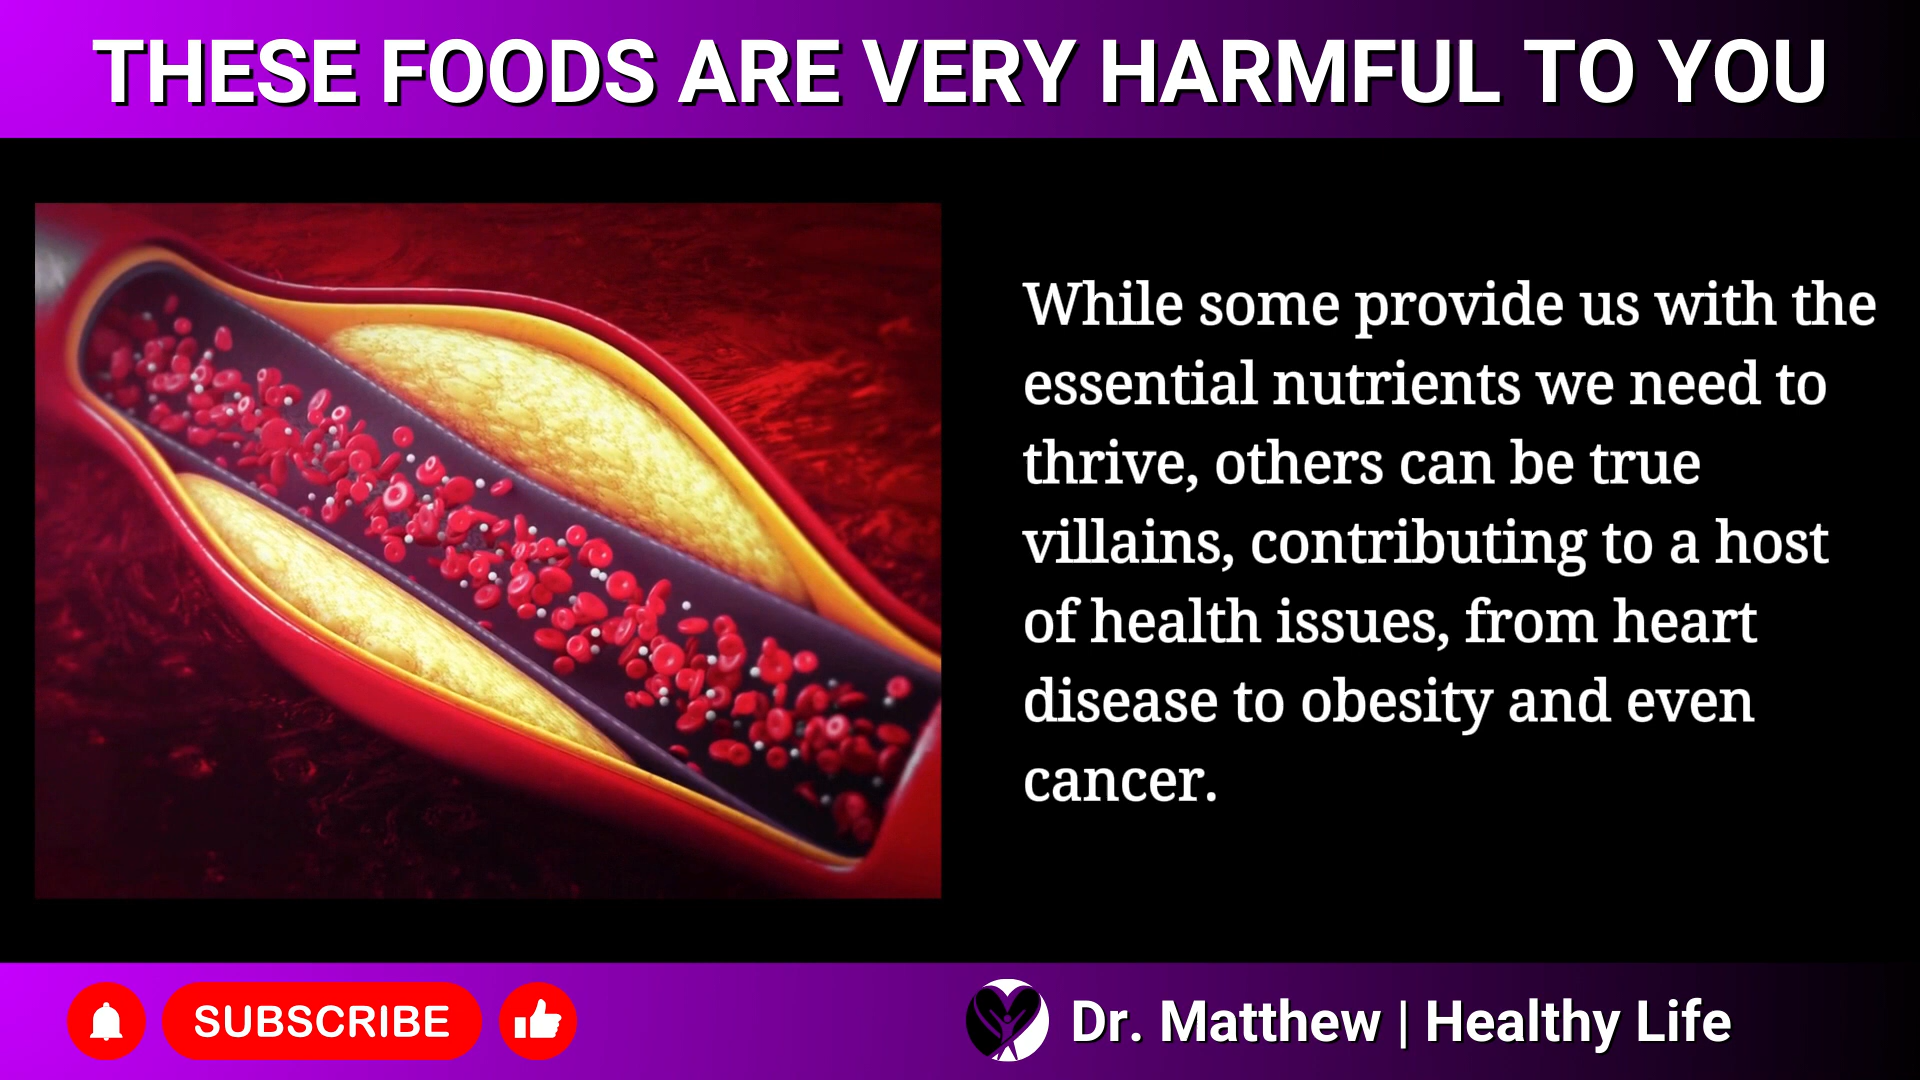 THESE FOODS ARE VERY HARMFUL TO YOU
While some provide us with the
essential nutrients we need to
thrive, others can be true
villains, contributing to a host
of health issues, from heart
disease to obesity and even
cancer.
SUBSCRIBE
Dr. Matthew | Healthy Life